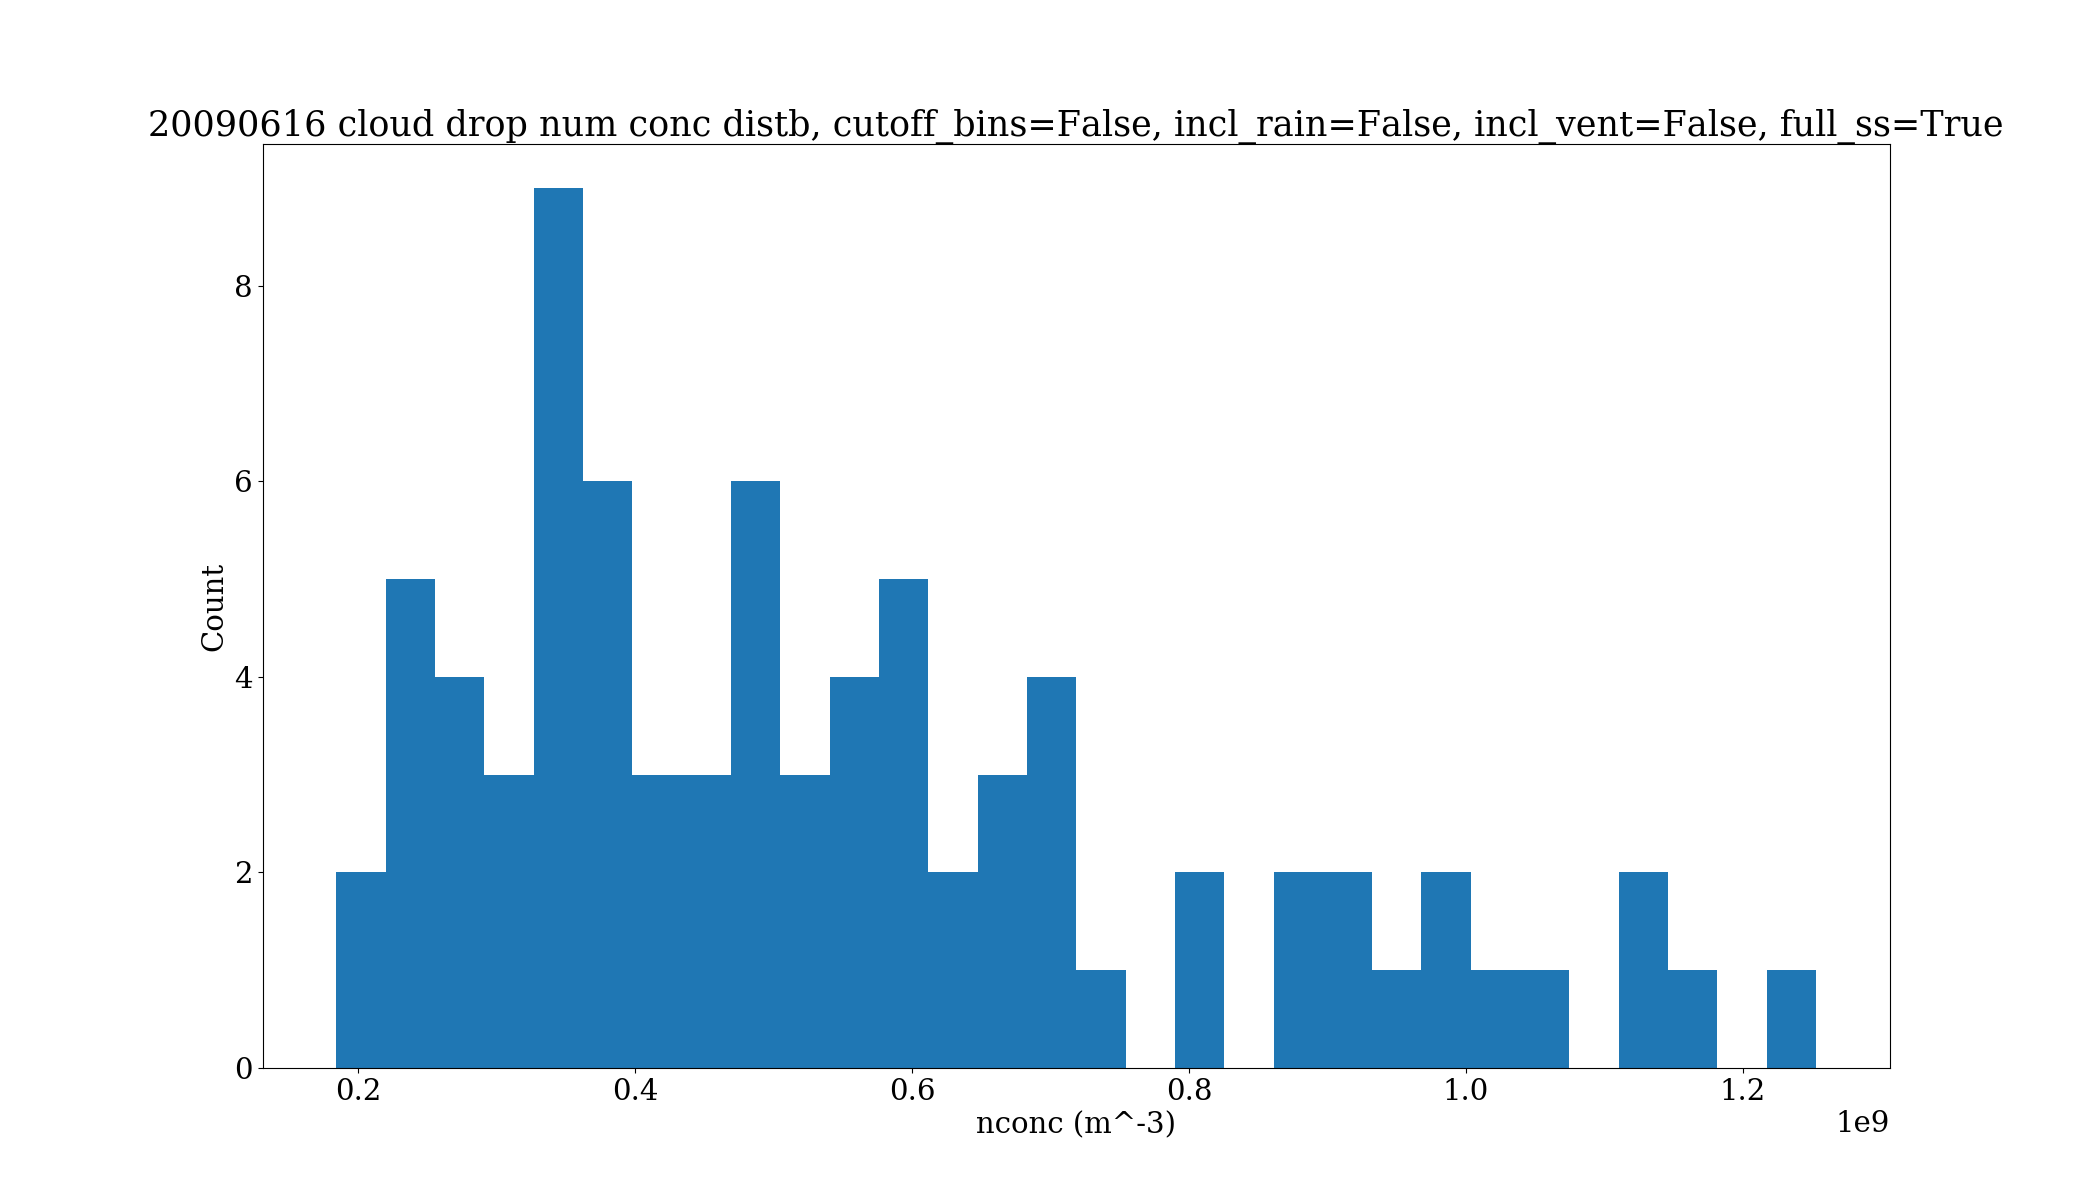 20090616 cloud drop num conc distb, cutoff_bins=False, incl_rain=False, incl_vent=False, full_ss=True
8
6
4
2
0
Count
0.2 0.4 0.6 0.8 1.0 1.2
nconc (m^-3)
1e9